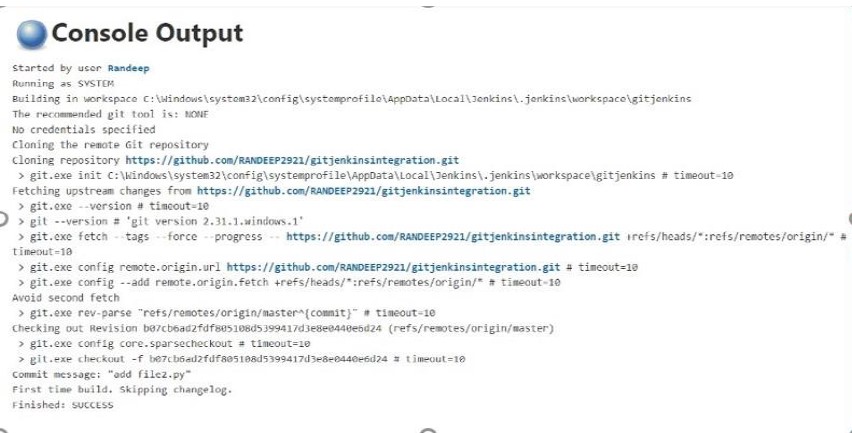 Console Output
Started by user Randeep
Running as SYSTEM
Building in workspace C:\Windows\system32\config\systemprofile\AppData\Local\Jenkins\.jenkins\workspace\gitjenkins
The recommended git tool is: NONE
No credentials specified
Cloning the remote Git repository
Cloning repository https://github.com/RANDEEP2921/gitjenkinsintegration.git
> git.exe init C:\Windows\system32\config\systemprofile\AppData\Local\Jenkins\.jenkins\workspace\gitjenkins # timeout=10
Fetching upstream changes from https://github.com/RANDEEP2921/gitjenkinsintegration.git
> git.exe --version # timeout=10
> git --version # 'git version 2.31.1.windows.1'
> git.exe fetch --tags --force --progress -- https://github.com/RANDEEP2921/gitjenkinsintegration.git +refs/heads/*:refs/remotes/origin/* #
timeout=10
> git.exe config remote.origin.url https://github.com/RANDEEP2921/gitjenkinsintegration.git # timeout=10
> git.exe config --add remote.origin.fetch +refs/heads/*:refs/remotes/origin/* # timeout=10
Avoid second fetch
> git.exe rev-parse "refs/remotes/origin/master^{commit}" # timeout=10
Checking out Revision b07cb6ad2fdf805108d5399417d3e8e0440e6d24 (refs/remotes/origin/master)
> git.exe config core.sparsecheckout # timeout=10
> git.exe checkout -f b07cb6ad2fdf805108d5399417d3e8e0440e6d24 # timeout=10
Commit message: "add file2.py"
First time build. Skipping changelog.
Finished: SUCCESS